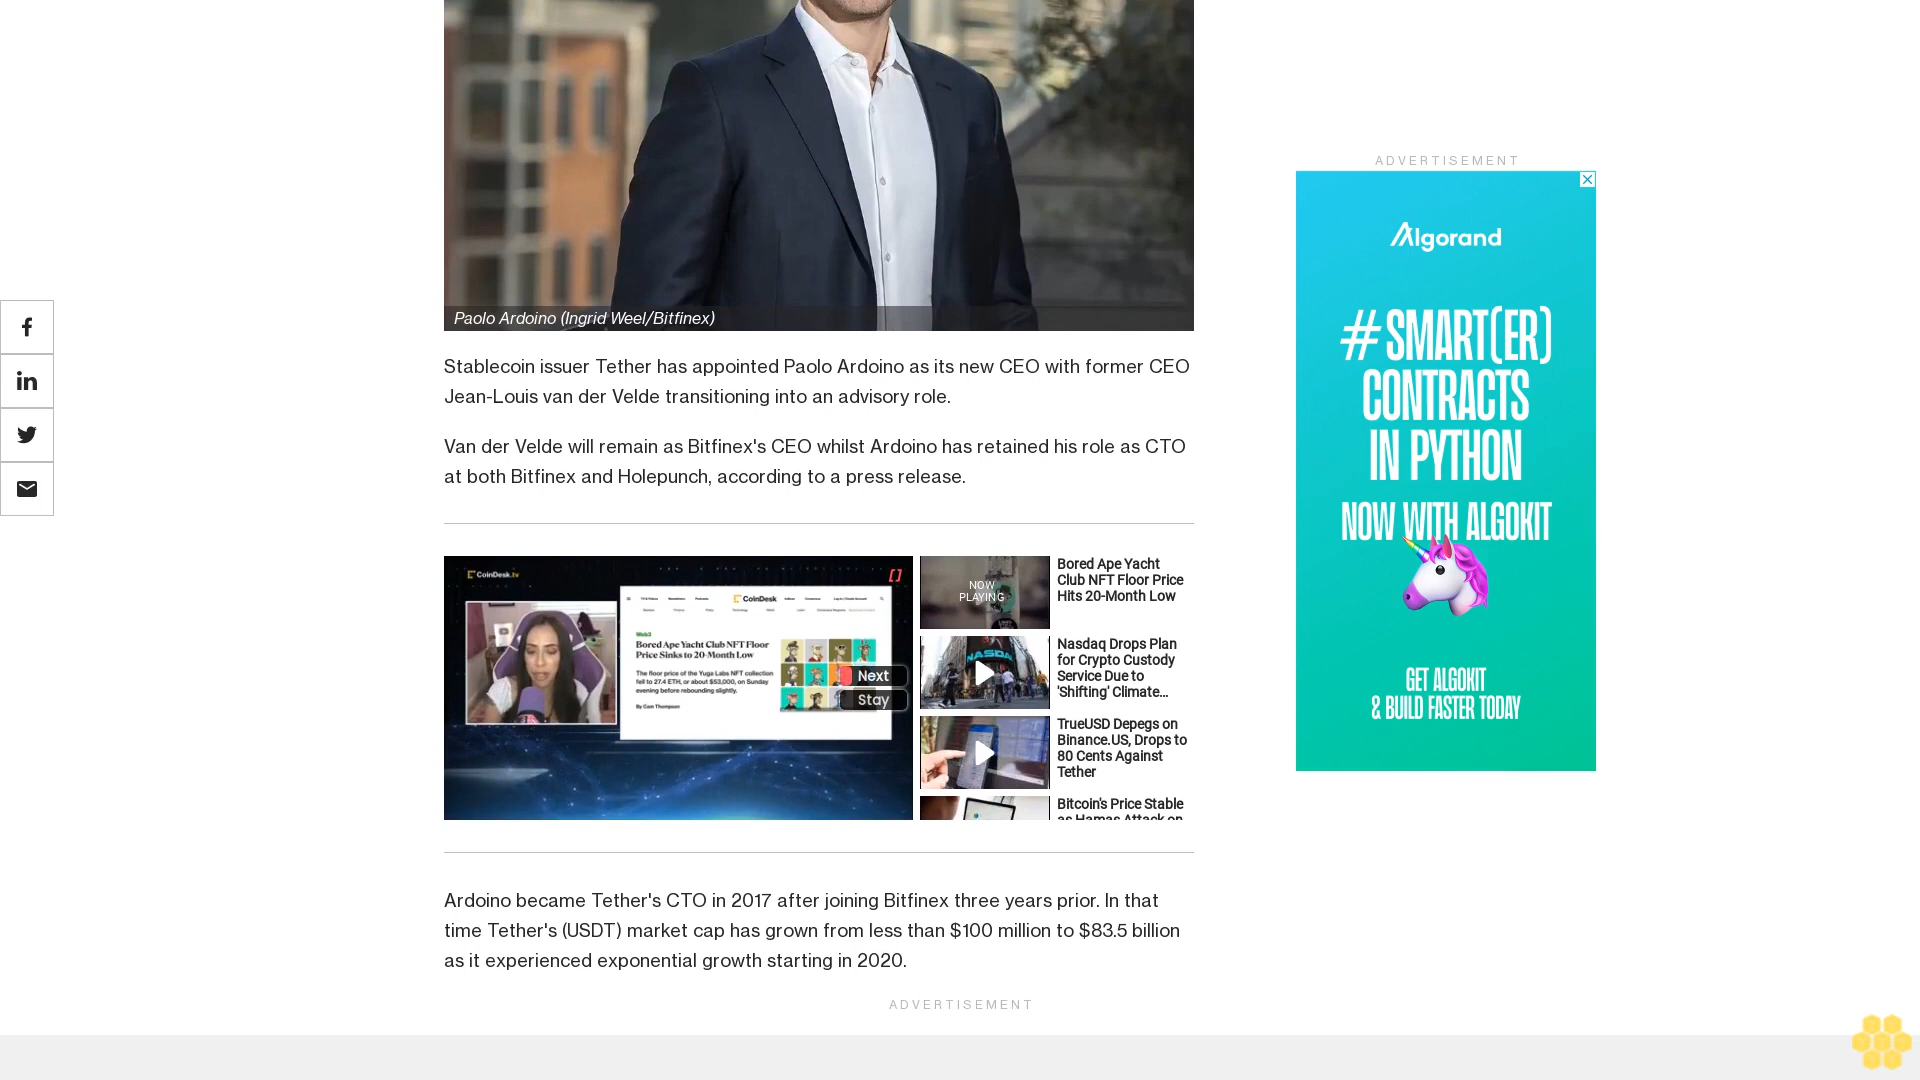 Paolo Ardoino (Ingrid Weel/Bitfinex)
Stablecoin issuer Tether has appointed Paolo Ardoino as its new CEO with former CEO
Jean-Louis van der Velde transitioning into an advisory role.
Van der Velde will remain as Bitfinex's CEO whilst Ardoino has retained his role as CTO
at both Bitfinex and Holepunch, according to a press release.
CoinDesk.tv
CoinDesk
Web3
Bored Ape Yacht Club NFT Floor
Price Sinks to 20-Month Low
The floor price of the Yuga Labs NFT collection
fell to 27.4 ETH, or about $53,000, on Sunday
evening before rebounding slightly.
By Cam Thompson
Next
Stay
NOW
PLAYING
Bored Ape Yacht
Club NFT Floor Price
Hits 20-Month Low
NASDA
Nasdaq Drops Plan
for Crypto Custody
Service Due to
'Shifting' Climate...
TrueUSD Depegs on
Binance.US, Drops to
80 Cents Against
Tether
Bitcoin's Price Stable
as Hamas Attack on
Ardoino became Tether's CTO in 2017 after joining Bitfinex three years prior. In that
time Tether's (USDT) market cap has grown from less than $100 million to $83.5 billion
as it experienced exponential growth starting in 2020.
ADVERTISEMENT
ADVERTISEMENT
Algorand
#SMART(ER)
CONTRACTS
IN PYTHON
NOW WITH ALGOKIT
GET ALGOKIT
& BUILD FASTER TODAY